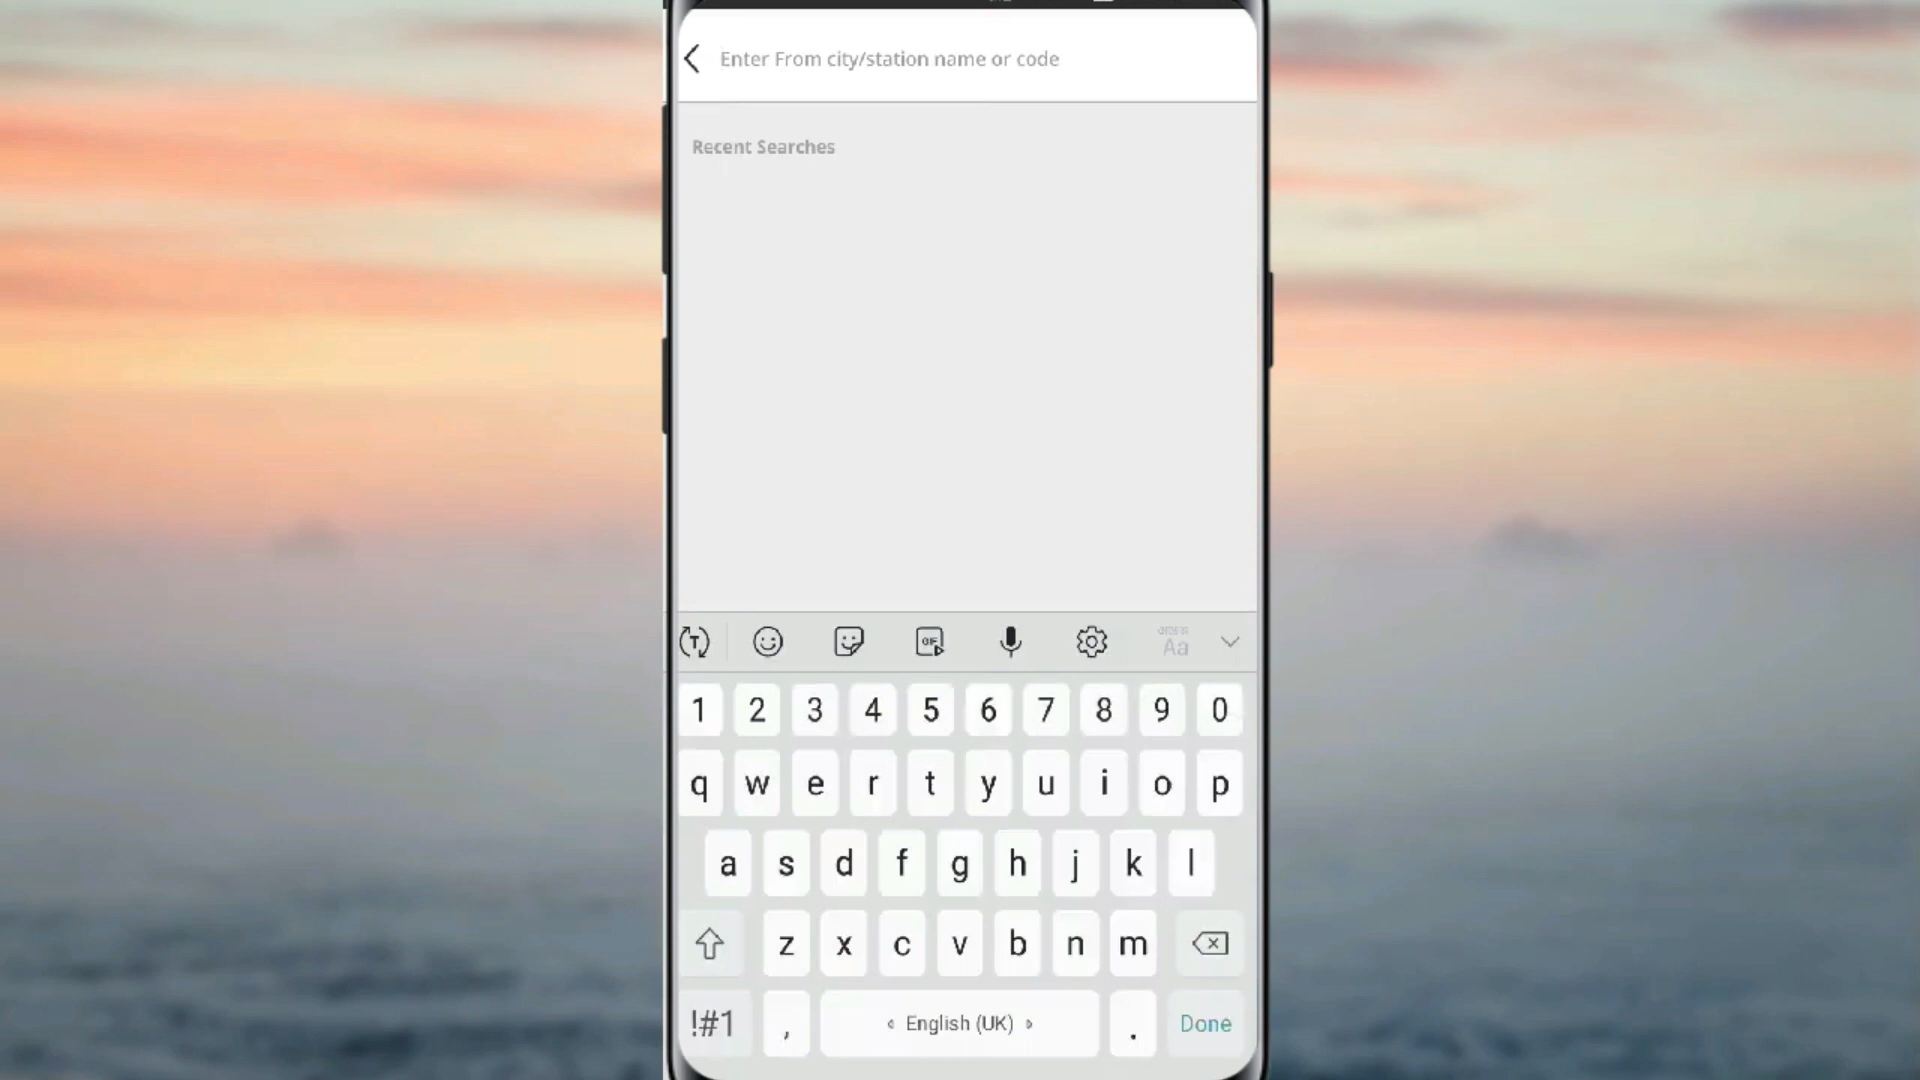 Enter From city/station name or code
Recent Searches
T GIF Aa
1 2 3 4 5 6 7 8 9 0
q w e r t y u i o p
a s d f g h j k l
z x c v b n m
!#1 , English (UK) . Done